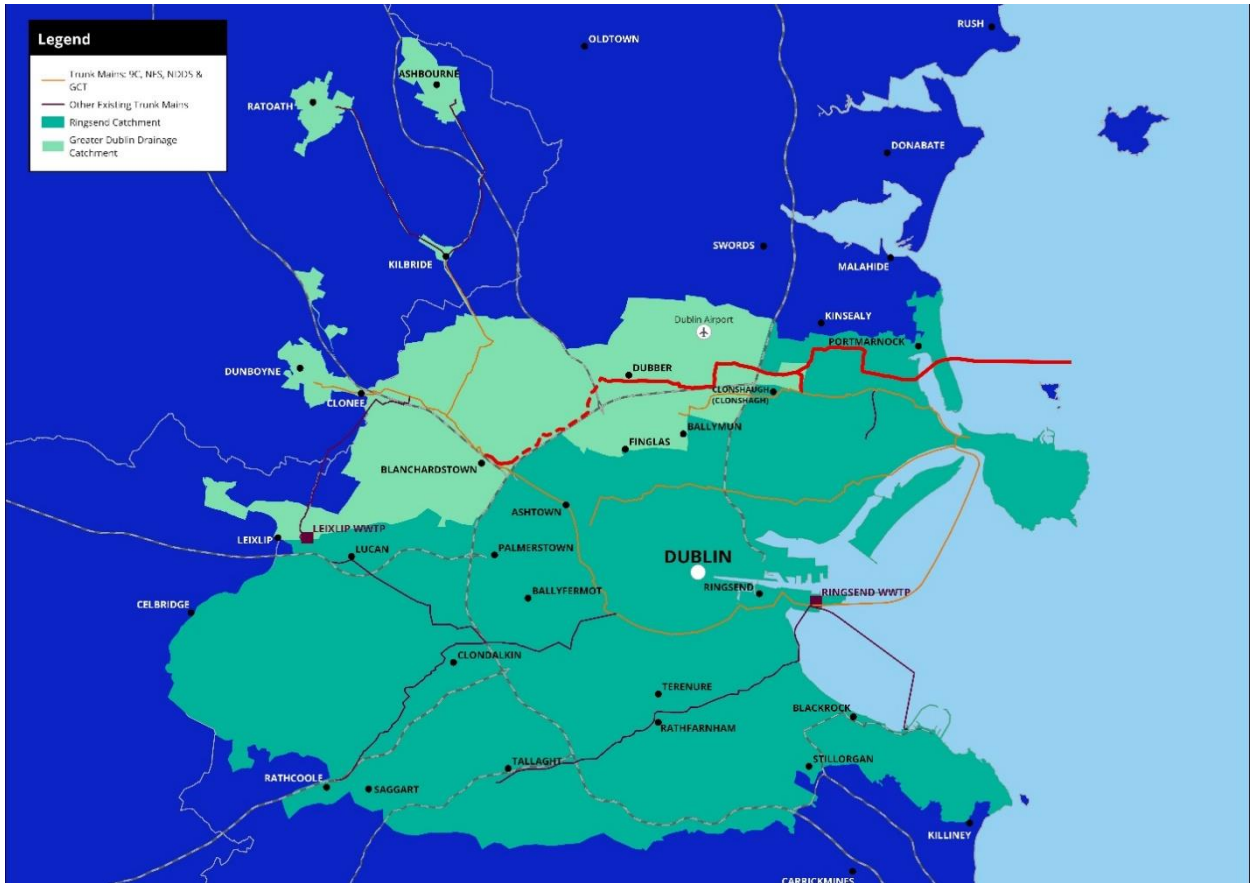 Legend
Trunk Mains: 9C, NFS, NDDS &
GCT
Other Existing Trunk Mains
Ringsend Catchment
Greater Dublin Drainage
Catchment
RUSH
OLDTOWN
ASHBOURNE
RATOATH
DONABATE
SWORDS
KILBRIDE
MALAHIDE
KINSEALY
Dublin Airport
PORTMARNOCK
DUNBOYNE
DUBBER
CLONEE
CLONSHAUGH
(CLONSHAGH)
BALLYMUN
FINGLAS
BLANCHARDSTOWN
ASHTOWN
LEIXLIP WWTP
LEIXLIP
LUCAN
PALMERSTOWN
DUBLIN
RINGSEND
RINGSEND WWTP
BALLYFERMOT
CELBRIDGE
CLONDALKIN
TERENURE
BLACKROCK
RATHFARNHAM
TALLAGHT
STILLORGAN
RATHCOOLE
SAGGART
KILLINEY
CARRICKMINES